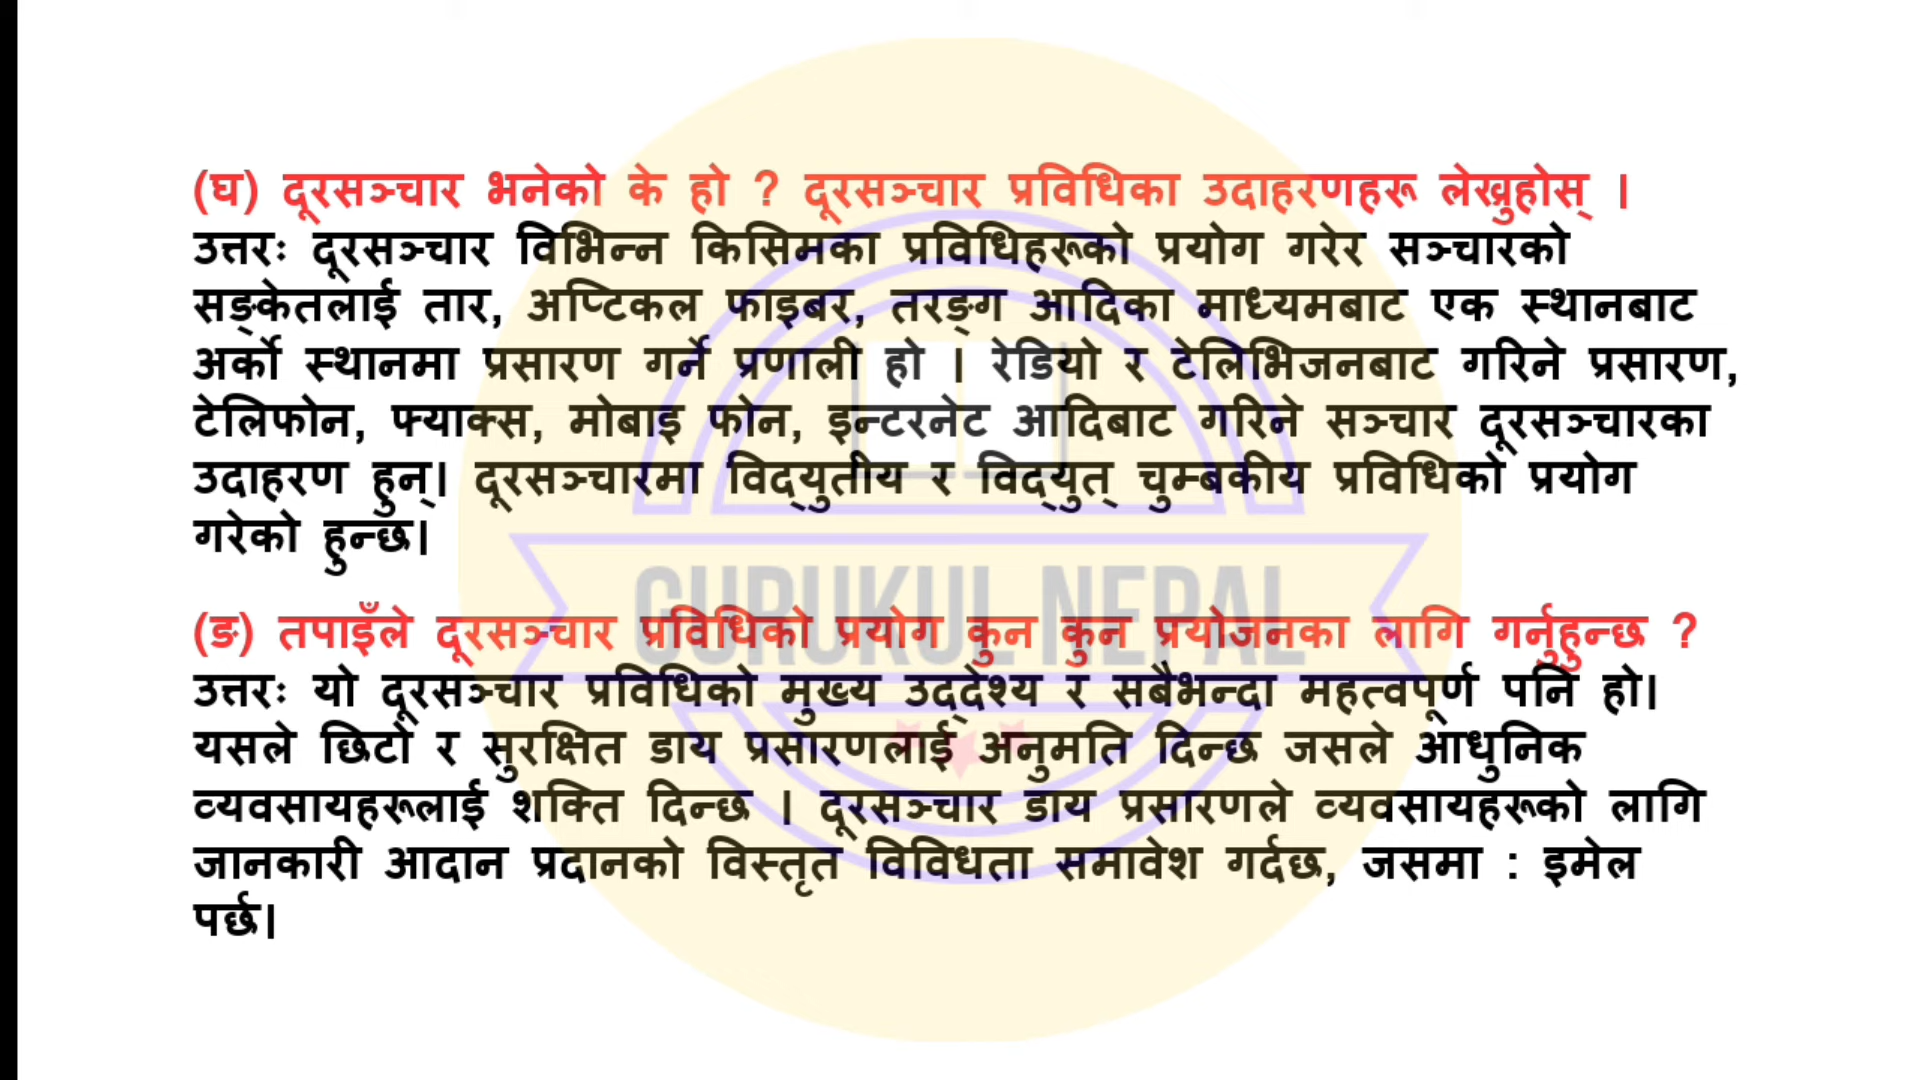 (घ) दूरसञ्चार भनेको के हो ? दूरसञ्चार प्रविधिका उदाहरणहरू लेख्नुहोस् ।
उत्तरः दूरसञ्चार विभिन्न किसिमका प्रविधिहरूको प्रयोग गरेर सञ्चारको
सङ्केतलाई तार, अप्टिकल फाइबर, तरङ्ग आदिका माध्यमबाट एक स्थानबाट
अर्को स्थानमा प्रसारण गर्ने प्रणाली हो । रेडियो र टेलिभिजनबाट गरिने प्रसारण,
टेलिफोन, फ्याक्स, मोबाइ फोन, इन्टरनेट आदिबाट गरिने सञ्चार दूरसञ्चारका
उदाहरण हुन्। दूरसञ्चारमा विद्युतीय र विद्युत् चुम्बकीय प्रविधिको प्रयोग
गरेको हुन्छ।
(ङ) तपाइँले दूरसञ्चार प्रविधिको प्रयोग कुन कुन प्रयोजनका लागि गर्नुहुन्छ ?
उत्तरः यो दूरसञ्चार प्रविधिको मुख्य उद्देश्य र सबैभन्दा महत्वपूर्ण पनि हो।
यसले छिटो र सुरक्षित डाय प्रसारणलाई अनुमति दिन्छ जसले आधुनिक
व्यवसायहरूलाई शक्ति दिन्छ । दूरसञ्चार डाय प्रसारणले व्यवसायहरूको लागि
जानकारी आदान प्रदानको विस्तृत विविधता समावेश गर्दछ, जसमा : इमेल
पर्छ।
GURUKUL NEPAL